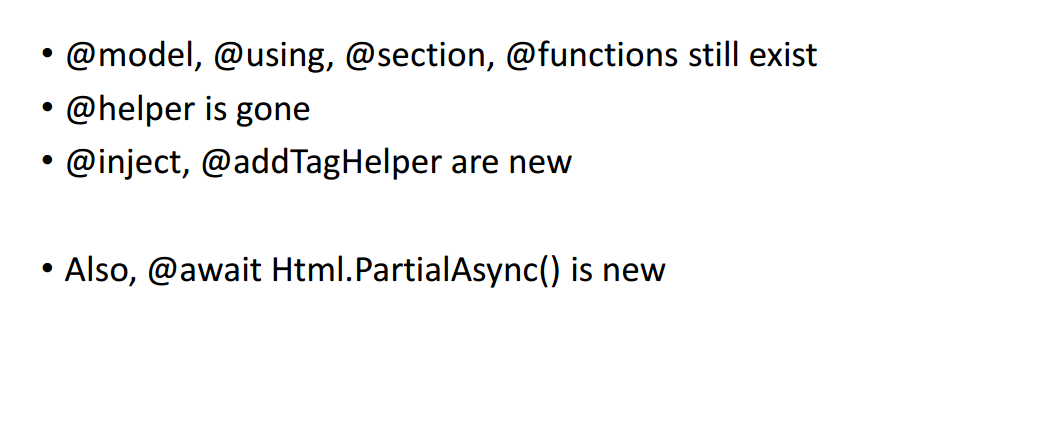 • @model, @using, @section, @functions still exist
• @helper is gone
• @inject, @addTagHelper are new
• Also, @await Html.PartialAsync() is new